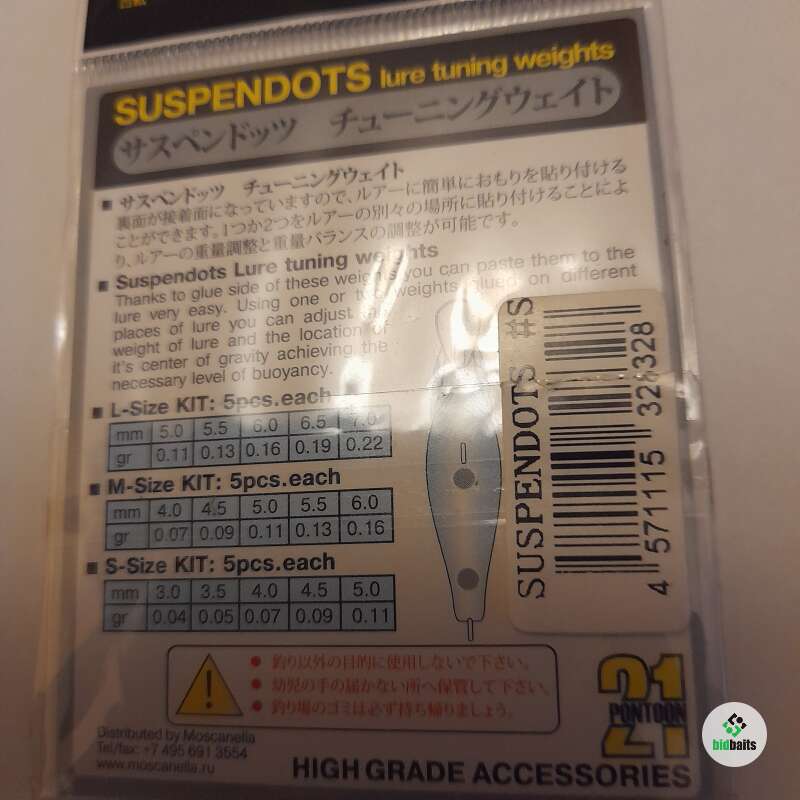 SUSPENDOTS lure tuning weights
サスペンドッツ チューニングウェイト
■ サスペンドッツ チューニングウェイト
裏面が接着面になっていますので、ルアーに簡単におもりを貼り付ける
ことができます。1つか2つをルアーの別々の場所に貼り付けることによ
り、ルアーの重量調整と重量バランスの調整が可能です。
■ Suspendots Lure tuning weights
Thanks to glue side of these weights you can paste them to the
lure very easy. Using one or two weights glued on different
places of lure you can adjust the
weight of lure and the location of
it's center of gravity achieving the
necessary level of buoyancy.
■ L-Size KIT: 5pcs.each
mm 5.0 5.5 6.0 6.5 7.0
gr 0.11 0.13 0.16 0.19 0.22
■ M-Size KIT: 5pcs.each
mm 4.0 4.5 5.0 5.5 6.0
gr 0.07 0.09 0.11 0.13 0.16
■ S-Size KIT: 5pcs.each
mm 3.0 3.5 4.0 4.5 5.0
gr 0.04 0.05 0.07 0.09 0.11
SUSPENDOTS #S
4 571115 328328
● 釣り以外の目的に使用しないで下さい。
● 幼児の手の届かない所へ保管して下さい。
● 釣り場のゴミは必ず持ち帰りましょう。
Distributed by Moscanella
Tel/fax: +7 495 691 3554
www.moscanella.ru
21
PONTOON
HIGH GRADE ACCESSORIES
bidbaits